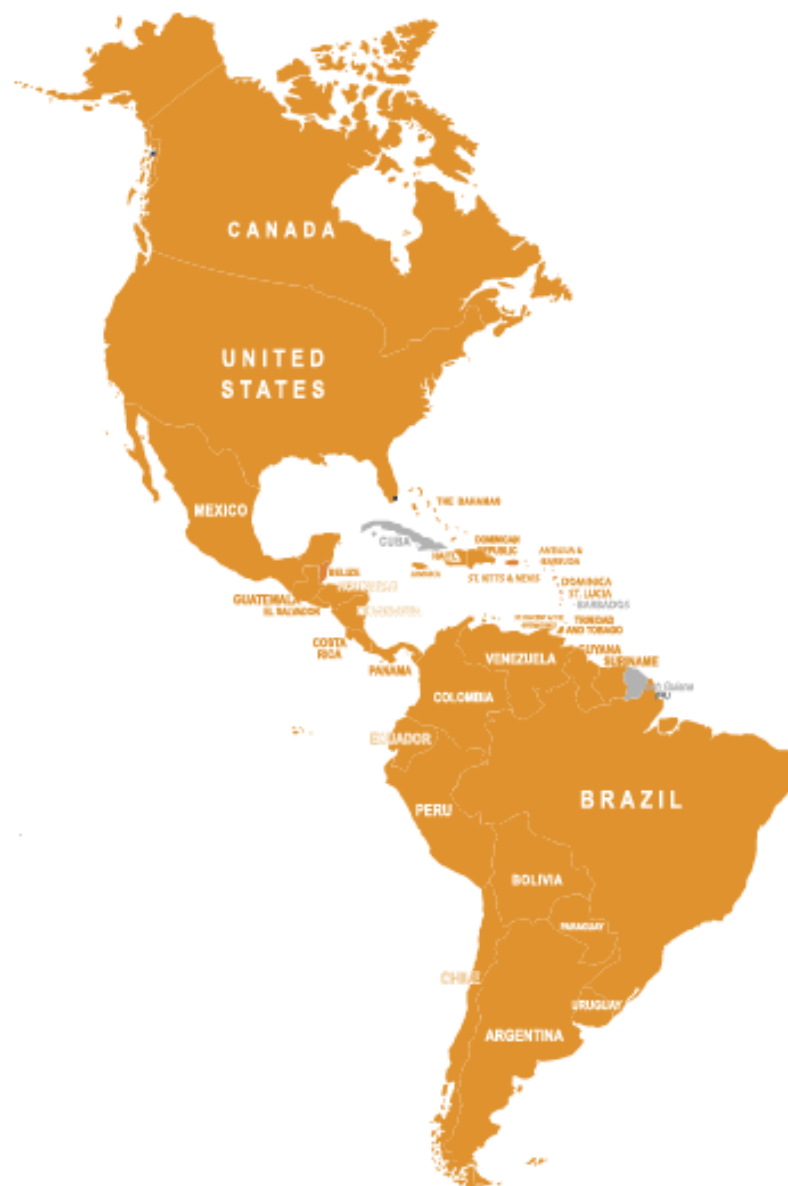 CANADA
UNITED
STATES
MEXICO
THE BAHAMAS
CUBA
HAITI
DOMINICAN
REPUBLIC
ANTIGUA &
BARBUDA
JAMAICA
ST. KITTS & NEVIS
BELIZE
DOMINICA
ST. LUCIA
BARBADOS
GUATEMALA
EL SALVADOR
TRINIDAD
AND TOBAGO
COSTA
RICA
PANAMA
VENEZUELA
GUYANA
SURINAME
COLOMBIA
ECUADOR
PERU
BRAZIL
BOLIVIA
PARAGUAY
CHILE
URUGUAY
ARGENTINA